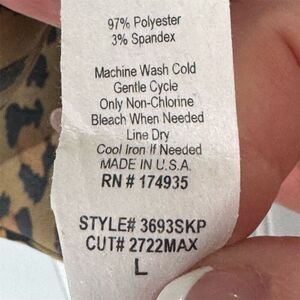 97% Polyester
3% Spandex
Machine Wash Cold
Gentle Cycle
Only Non-Chlorine
Bleach When Needed
Line Dry
Cool Iron If Needed
MADE IN U.S.A.
RN # 174935
STYLE# 3693SKP
CUT# 2722MAX
L